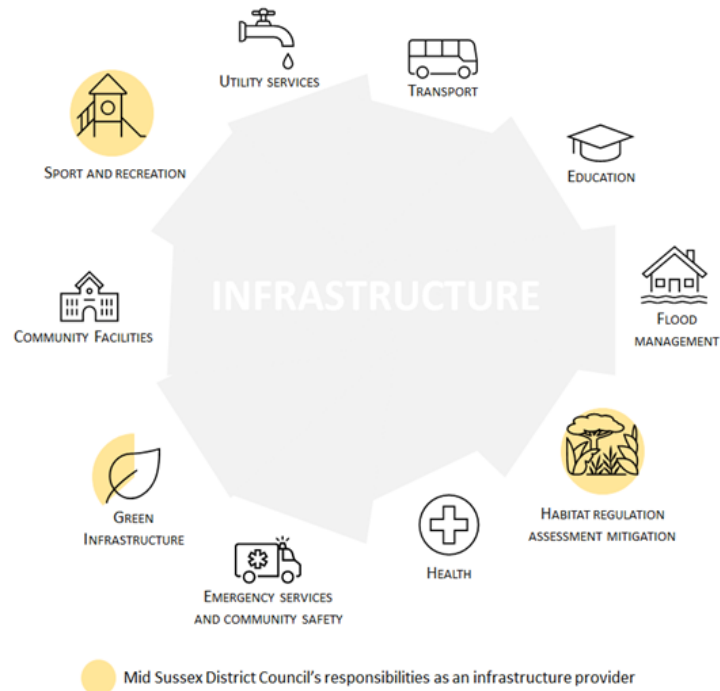 UTILITY SERVICES
TRANSPORT
SPORT AND RECREATION
EDUCATION
INFRASTRUCTURE
COMMUNITY FACILITIES
FLOOD
MANAGEMENT
GREEN
INFRASTRUCTURE
HABITAT REGULATION
ASSESSMENT MITIGATION
HEALTH
EMERGENCY SERVICES
AND COMMUNITY SAFETY
Mid Sussex District Council's responsibilities as an infrastructure provider